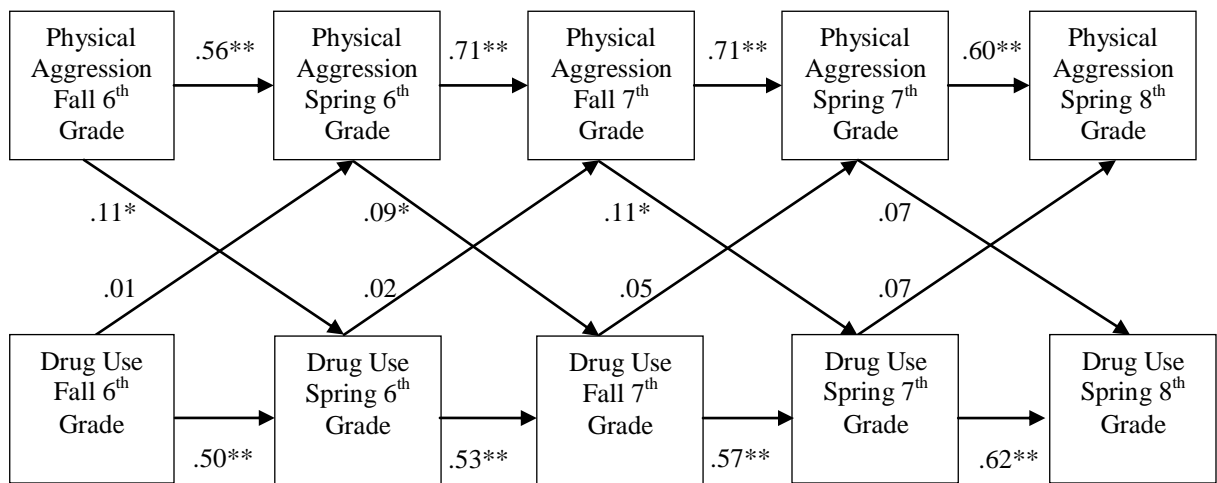 Physical
Aggression
Fall 6th
Grade
.56**
Physical
Aggression
Spring 6th
Grade
.71**
Physical
Aggression
Fall 7th
Grade
.71**
Physical
Aggression
Spring 7th
Grade
.60**
Physical
Aggression
Spring 8th
Grade
.11*
.09*
.11*
.07
.01
.02
.05
.07
Drug Use
Fall 6th
Grade
.50**
Drug Use
Spring 6th
Grade
.53**
Drug Use
Fall 7th
Grade
.57**
Drug Use
Spring 7th
Grade
.62**
Drug Use
Spring 8th
Grade